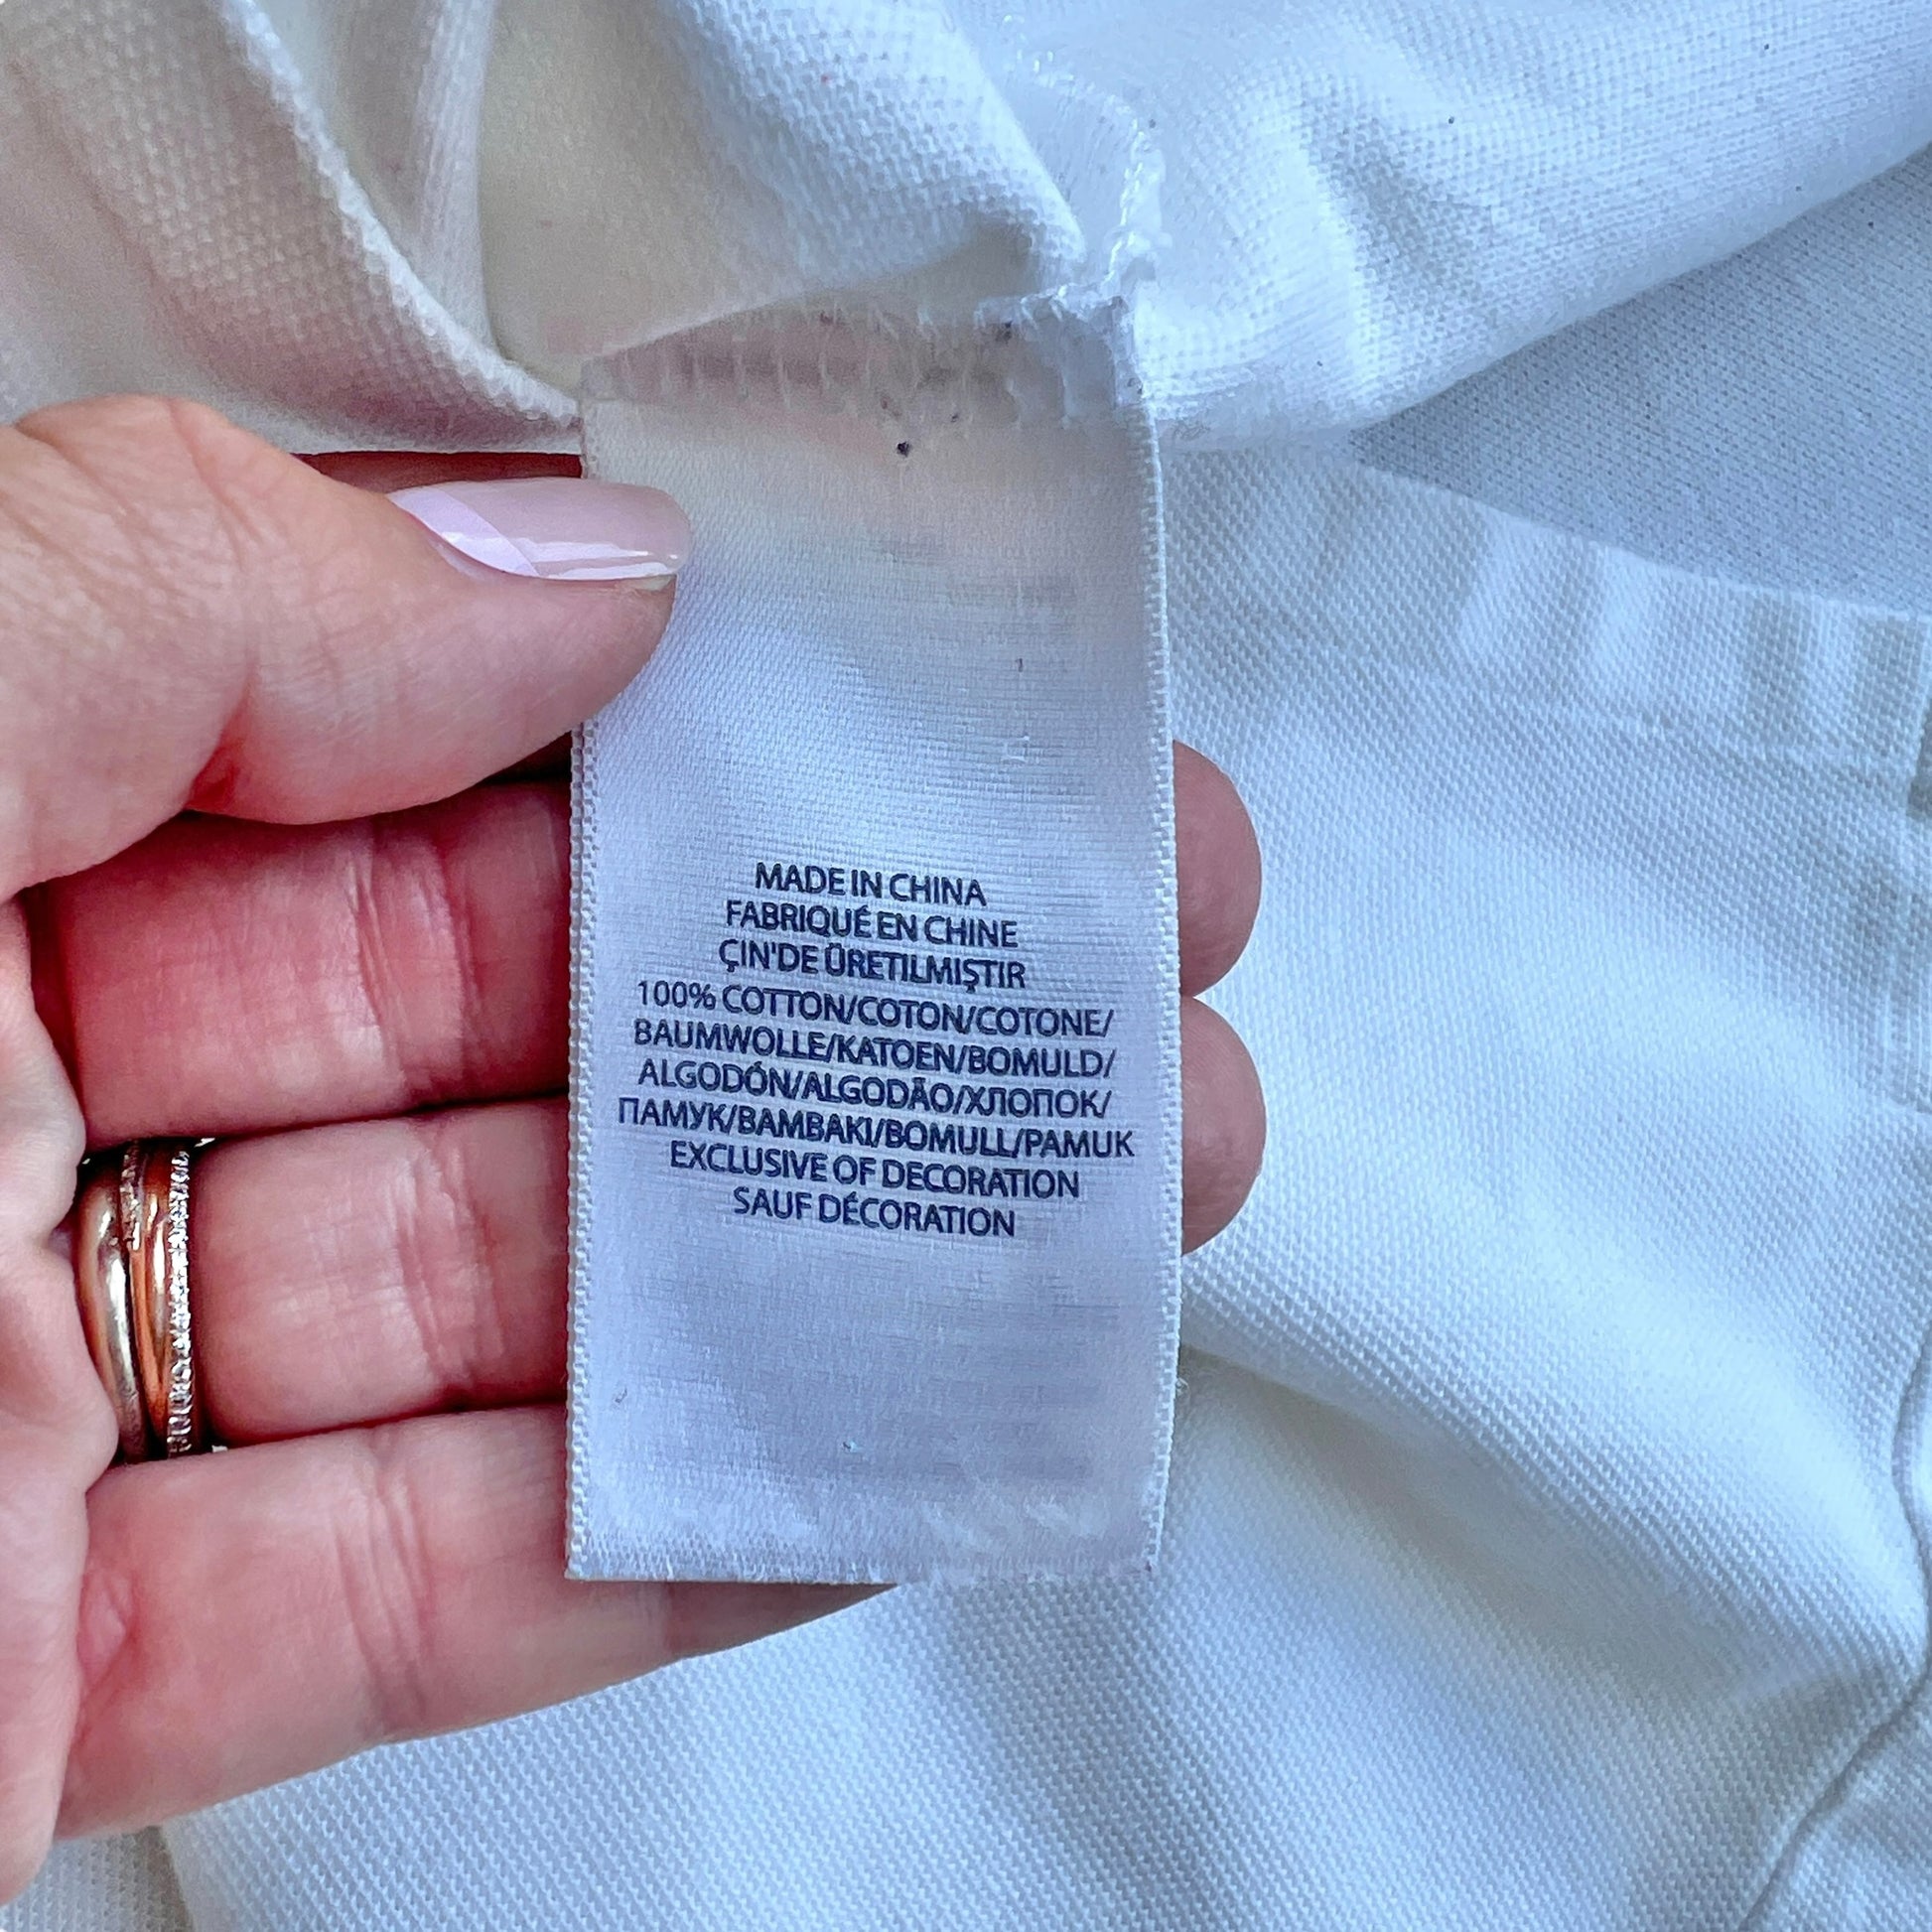 MADE IN CHINA
FABRIQUÉ EN CHINE
ÇIN'DE ÜRETILMIŞTIR
100% COTTON/COTON/COTONE/
BAUMWOLLE/KATOEN/BOMULD/
ALGODÓN/ALGODÃO/ХЛОПОК/
ПАМУК/BAMBAKI/BOMULL/PAMUK
EXCLUSIVE OF DECORATION
SAUF DÉCORATION